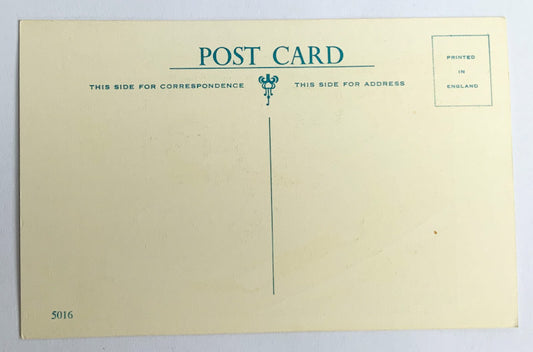 POST CARD
THIS SIDE FOR CORRESPONDENCE
THIS SIDE FOR ADDRESS
PRINTED
IN
ENGLAND
5016